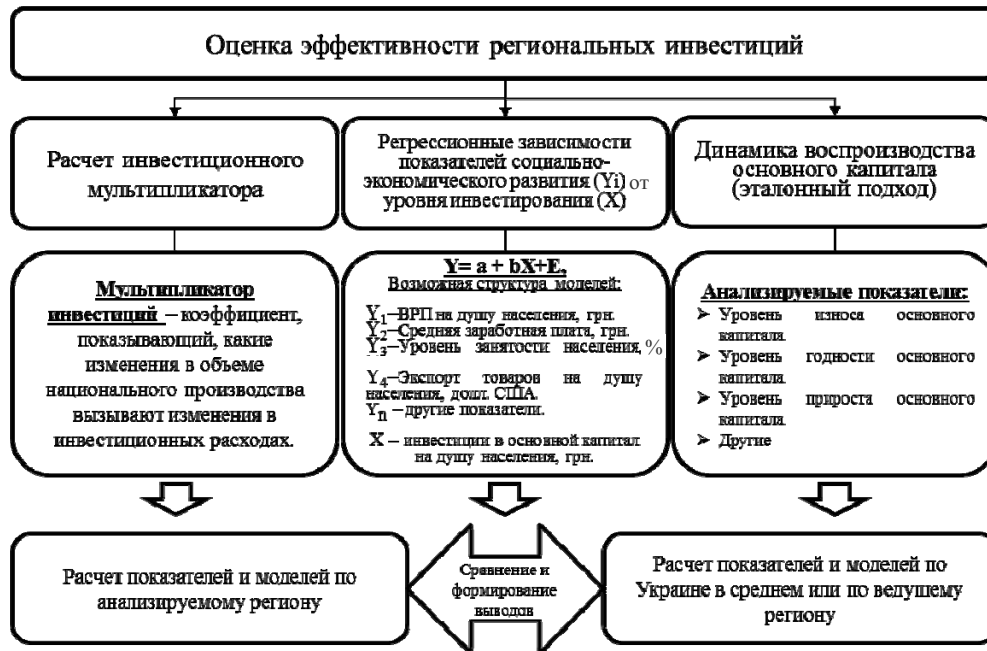 Оценка эффективности региональных инвестиций
Расчет инвестиционного
мультипликатора
Регрессионные зависимости
показателей социально-
экономического развития (Yi) от
уровня инвестирования (X)
Динамика воспроизводства
основного капитала
(эталонный подход)
Мультипликатор
инвестиций – коэффициент,
показывающий, какие
изменения в объеме
национального производства
вызывают изменения в
инвестиционных расходах.
Y= a + bX+E,
Возможная структура моделей:
Y1–ВРП на душу населения, грн.
Y2–Средняя заработная плата, грн.
Y3–Уровень занятости населения, %
Y4–Экспорт товаров на душу
населения, долл. США.
Yn –другие показатели.
X – инвестиции в основной капитал
на душу населения, грн.
Анализируемые показатели:
➢ Уровень износа основного
капитала
➢ Уровень годности основного
капитала
➢ Уровень прироста основного
капитала
➢ Другие
Расчет показателей и моделей по
анализируемому региону
Сравнение и
формирование
выводов
Расчет показателей и моделей по
Украине в среднем или по ведущему
региону